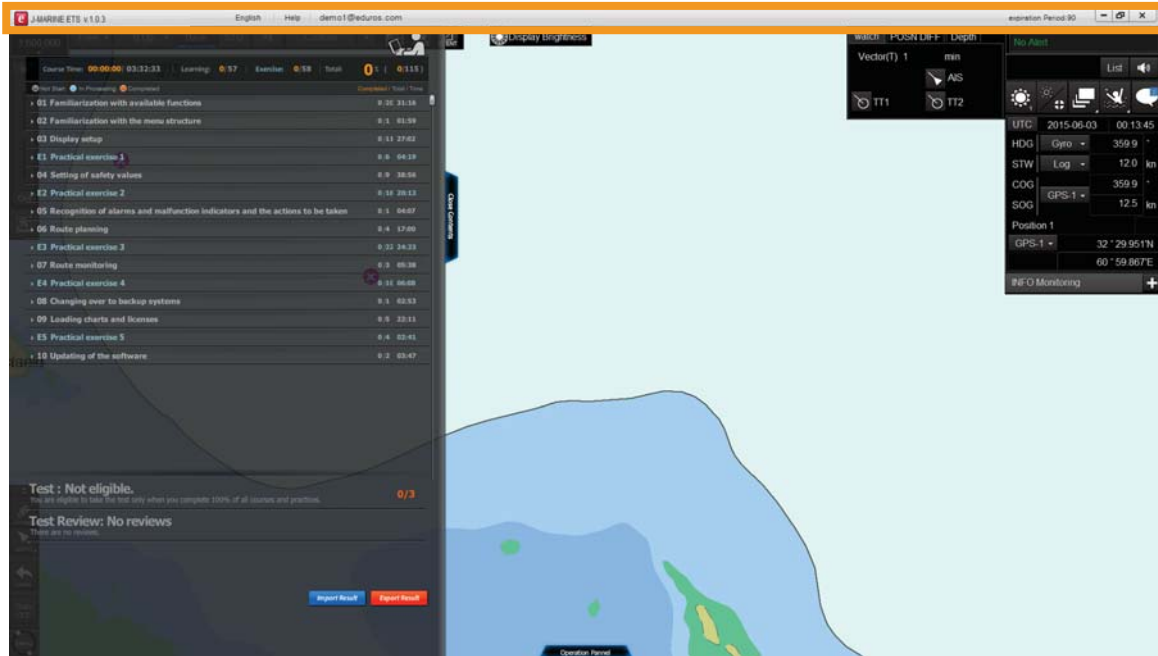 J-MARINE ETS v.1.0.3 English Help demo1@eduros.com expiration Period:90
Display Brightness
Watch POSN DIFF Depth
No Alert
Vector(T) 1 min
List
AIS
TT1 TT2
UTC 2015-06-03 00:13:45
HDG Gyro 359.9 °
STW Log 12.0 kn
COG GPS-1 359.9 °
SOG 12.5 kn
Position 1
GPS-1 32 ° 29.951'N
60 ° 59.867'E
INFO Monitoring
Course Time: 00:00:00/ 03:32:33 Learning: 0/57 Exercise: 0/58 Total: 0% ( 0/115 )
Not Start In Processing Completed Completed / Total / Time
01 Familiarization with available functions 31:16
02 Familiarization with the menu structure 0/1 01:59
03 Display setup 0/11 27:02
E1 Practical exercise 1 0/6 04:19
04 Setting of safety values 0/9 38:56
E2 Practical exercise 2 20:13
05 Recognition of alarms and malfunction indicators and the actions to be taken 0/1 04:07
06 Route planning 0/4 17:00
E3 Practical exercise 3
07 Route monitoring 0/3 05:38
E4 Practical exercise 4 06:08
08 Changing over to backup systems 0/1 02:53
09 Loading charts and licenses 0/5 22:11
E5 Practical exercise 5 0/4 02:41
10 Updating of the software 0/2 03:47
Close Contents
Test : Not eligible. 0/3
You are eligible to take the test only when you complete 100% of all courses and practices.
Test Review: No reviews
There are no reviews.
Import Result Export Result
Operation Pannel